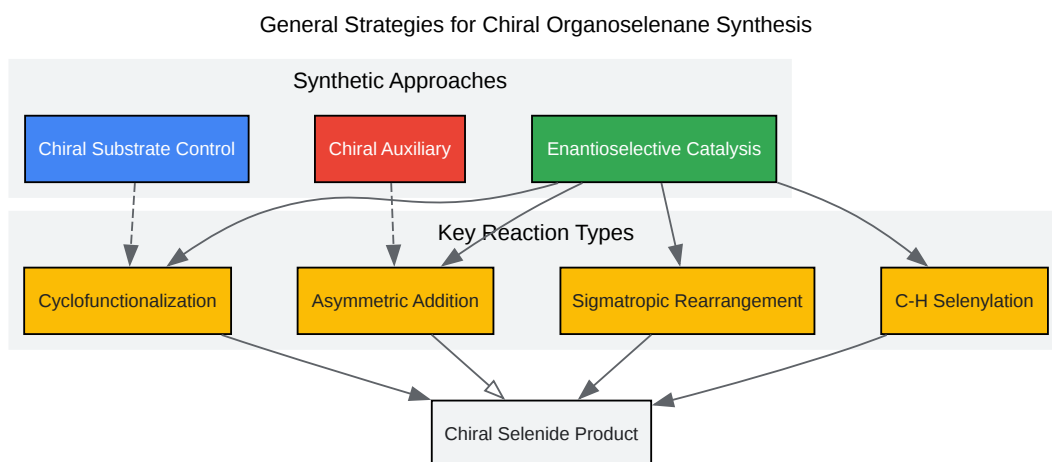 General Strategies for Chiral Organoselenane Synthesis
Synthetic Approaches
Chiral Substrate Control
Chiral Auxiliary
Enantioselective Catalysis
Key Reaction Types
Cyclofunctionalization
Asymmetric Addition
Sigmatropic Rearrangement
C-H Selenylation
Chiral Selenide Product